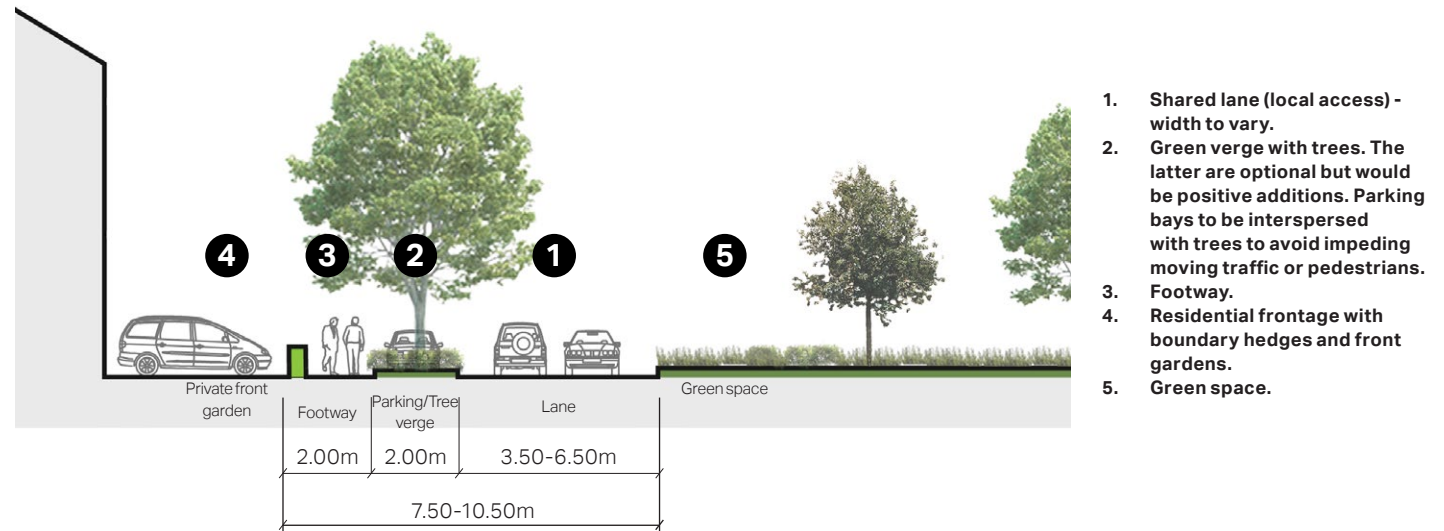 4
3
2
1
5
Private front
garden
Footway
Parking/Tree
verge
Lane
Green space
2.00m
2.00m
3.50-6.50m
7.50-10.50m
1. Shared lane (local access) -
width to vary.
2. Green verge with trees. The
latter are optional but would
be positive additions. Parking
bays to be interspersed
with trees to avoid impeding
moving traffic or pedestrians.
3. Footway.
4. Residential frontage with
boundary hedges and front
gardens.
5. Green space.